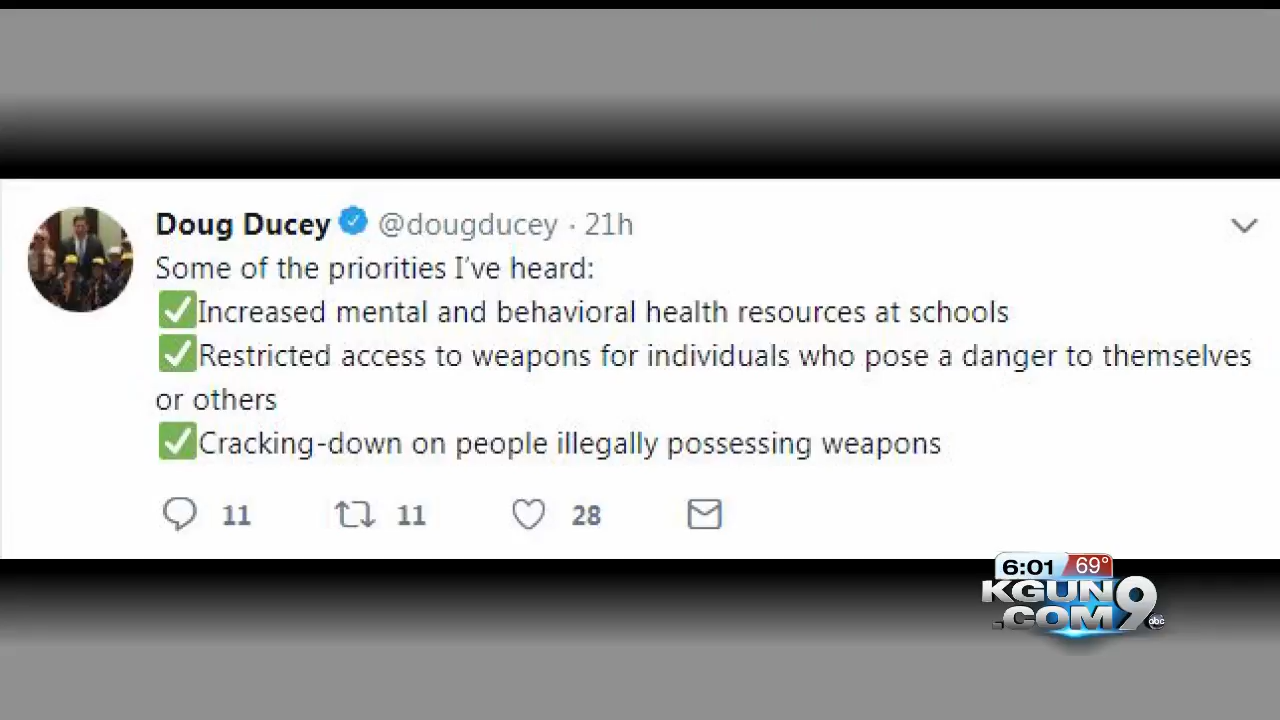 Doug Ducey @dougducey · 21h
Some of the priorities I've heard:
✅Increased mental and behavioral health resources at schools
✅Restricted access to weapons for individuals who pose a danger to themselves
or others
✅Cracking-down on people illegally possessing weapons
11 11 28
6:01 69°
KGUN9
.COM abc